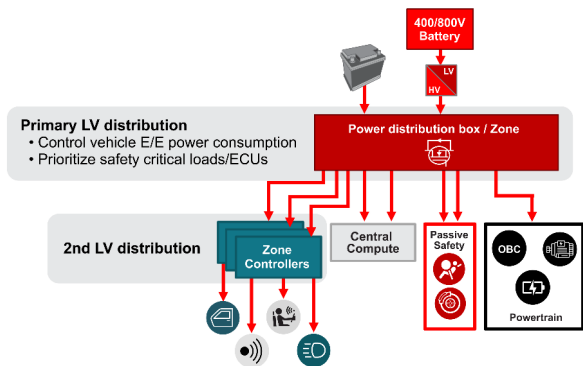 400/800V
Battery
LV
HV
Primary LV distribution
• Control vehicle E/E power consumption
• Prioritize safety critical loads/ECUs
Power distribution box / Zone
2nd LV distribution
Zone
Controllers
Central
Compute
Passive
Safety
OBC
Powertrain